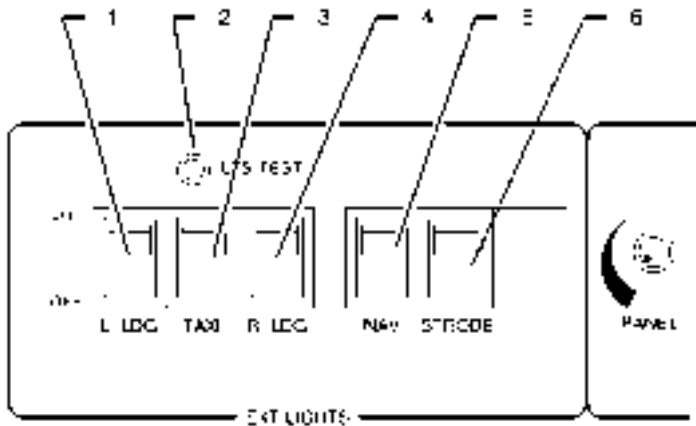 1 2 3 4 5 6
LTS TEST
OFF
L LDG TAXI R LDG NAV STROBE
PANEL
EXT LIGHTS